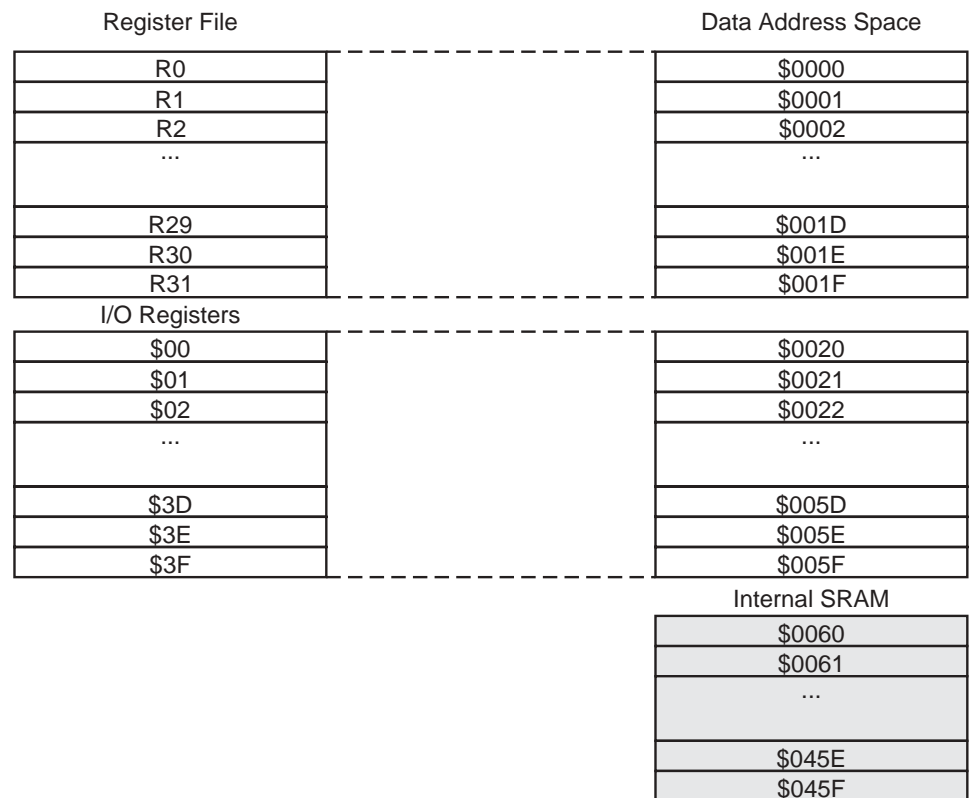 Register File
Data Address Space
R0
$0000
R1
$0001
R2
$0002
...
...
R29
$001D
R30
$001E
R31
$001F
I/O Registers
$00
$0020
$01
$0021
$02
$0022
...
...
$3D
$005D
$3E
$005E
$3F
$005F
Internal SRAM
$0060
$0061
...
$045E
$045F